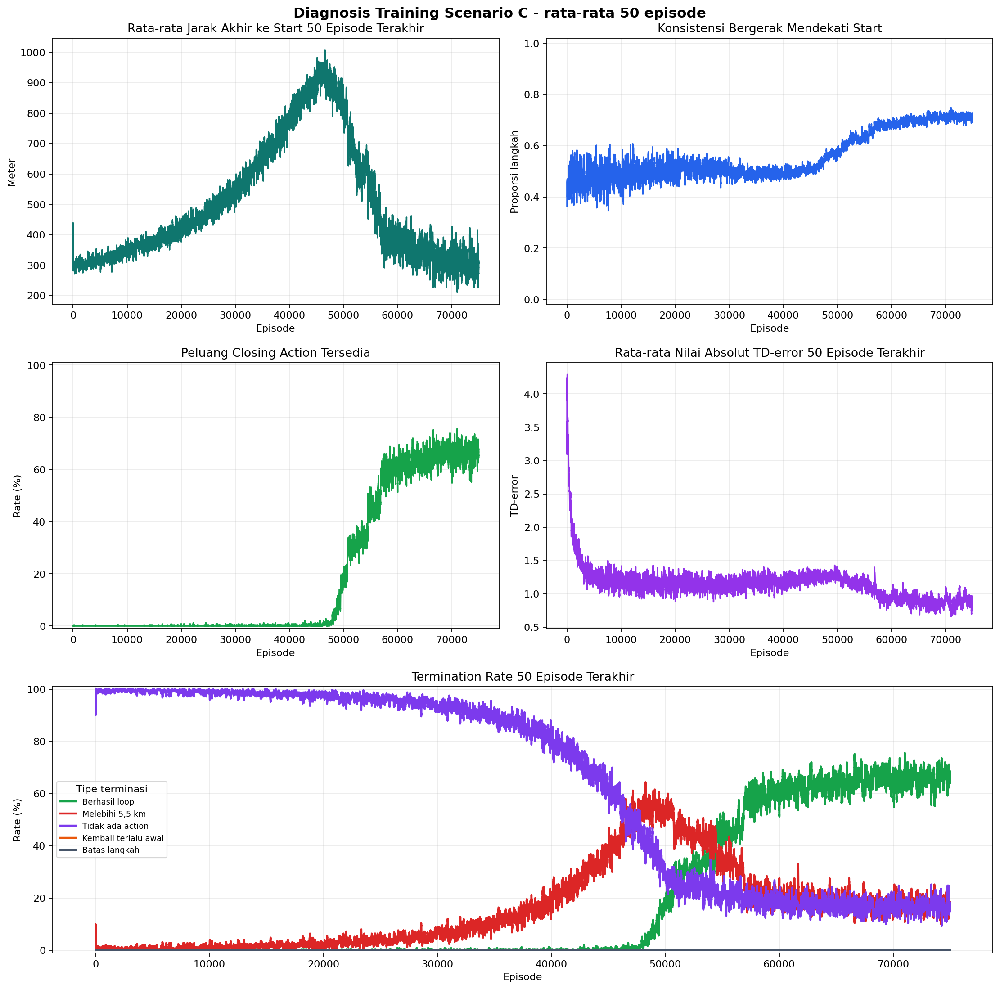 Diagnosis Training Scenario C - rata-rata 50 episode
Rata-rata Jarak Akhir ke Start 50 Episode Terakhir
Meter
1000
900
800
700
600
500
400
300
200
0 10000 20000 30000 40000 50000 60000 70000
Episode
Konsistensi Bergerak Mendekati Start
Proporsi langkah
1.0
0.8
0.6
0.4
0.2
0.0
0 10000 20000 30000 40000 50000 60000 70000
Episode
Peluang Closing Action Tersedia
Rate (%)
100
80
60
40
20
0
0 10000 20000 30000 40000 50000 60000 70000
Episode
Rata-rata Nilai Absolut TD-error 50 Episode Terakhir
TD-error
4.0
3.5
3.0
2.5
2.0
1.5
1.0
0.5
0 10000 20000 30000 40000 50000 60000 70000
Episode
Termination Rate 50 Episode Terakhir
Rate (%)
100
80
60
40
20
0
Tipe terminasi
Berhasil loop
Melebihi 5,5 km
Tidak ada action
Kembali terlalu awal
Batas langkah
0 10000 20000 30000 40000 50000 60000 70000
Episode